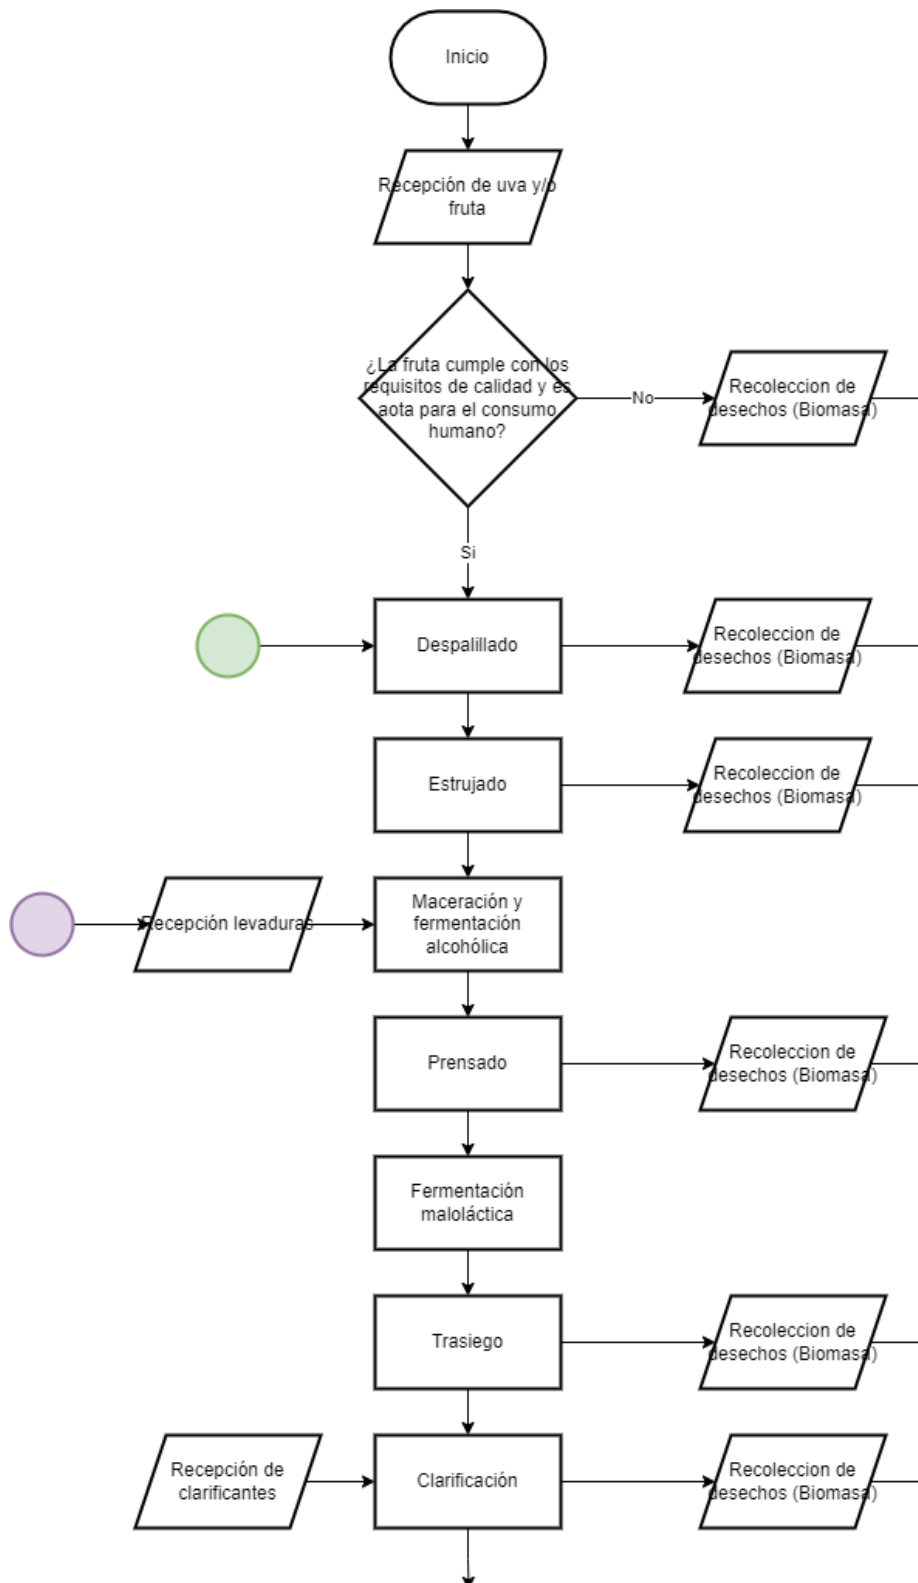 Inicio
Recepción de uva y/o
fruta
¿La fruta cumple con los
requisitos de calidad y es
aota para el consumo
humano?
No
Recoleccion de
desechos (Biomasa)
Si
Despalillado
Recoleccion de
desechos (Biomasa)
Estrujado
Recoleccion de
desechos (Biomasa)
Recepción levaduras
Maceración y
fermentación
alcohólica
Prensado
Recoleccion de
desechos (Biomasa)
Fermentación
maloláctica
Trasiego
Recoleccion de
desechos (Biomasa)
Recepción de
clarificantes
Clarificación
Recoleccion de
desechos (Biomasa)